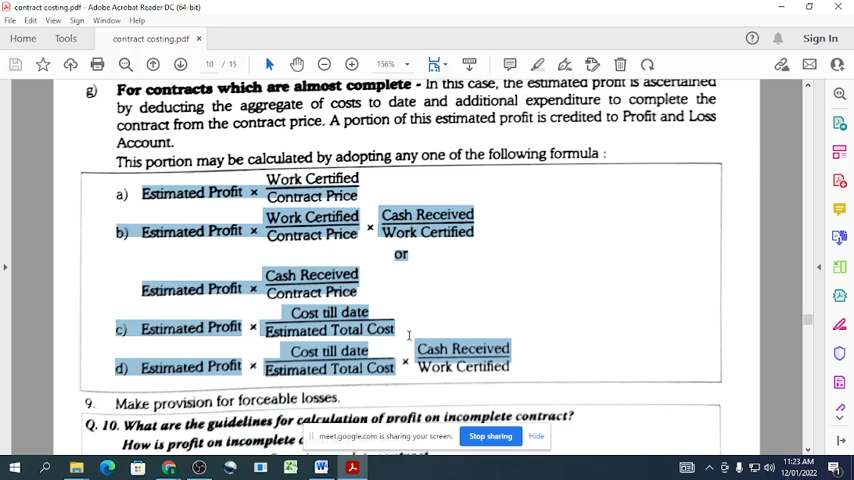 contract costing.pdf - Adobe Acrobat Reader DC (64-bit)
File Edit View Sign Window Help
Home Tools contract costing.pdf × Sign In
10 / 15 156%
g) For contracts which are almost complete - In this case, the estimated profit is ascertained
by deducting the aggregate of costs to date and additional expenditure to complete the
contract from the contract price. A portion of this estimated profit is credited to Profit and Loss
Account.
This portion may be calculated by adopting any one of the following formula :
a) Estimated Profit × Work Certified
Contract Price
b) Estimated Profit × Work Certified × Cash Received
Contract Price Work Certified
or
Estimated Profit × Cash Received
Contract Price
c) Estimated Profit × Cost till date
Estimated Total Cost
d) Estimated Profit × Cost till date × Cash Received
Estimated Total Cost Work Certified
9. Make provision for forceable losses.
Q. 10. What are the guidelines for calculation of profit on incomplete contract?
How is profit on incomplete
meet.google.com is sharing your screen. Stop sharing Hide
11:23 AM
12/01/2022